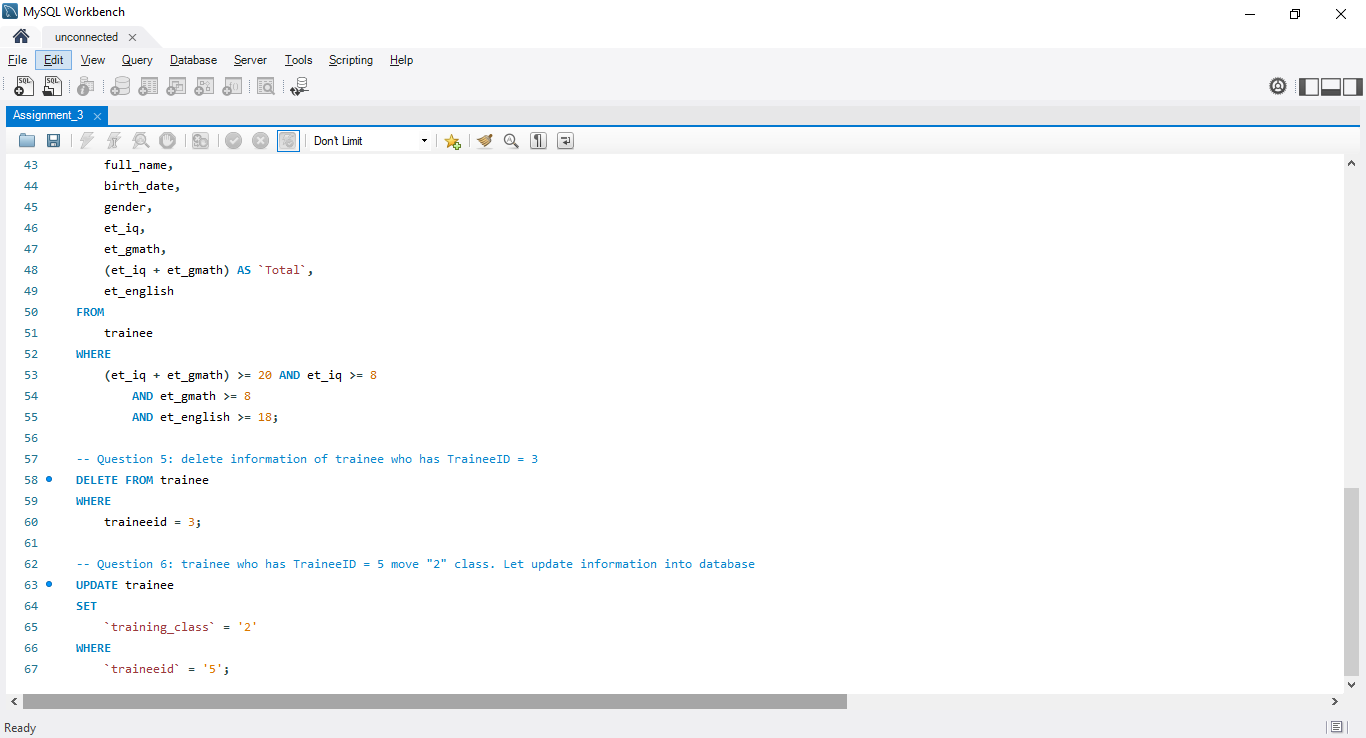 MySQL Workbench
unconnected
File Edit View Query Database Server Tools Scripting Help
Assignment_3
Don't Limit
43 full_name,
44 birth_date,
45 gender,
46 et_iq,
47 et_gmath,
48 (et_iq + et_gmath) AS `Total`,
49 et_english
50 FROM
51 trainee
52 WHERE
53 (et_iq + et_gmath) >= 20 AND et_iq >= 8
54 AND et_gmath >= 8
55 AND et_english >= 18;
56
57 -- Question 5: delete information of trainee who has TraineeID = 3
58 DELETE FROM trainee
59 WHERE
60 traineeid = 3;
61
62 -- Question 6: trainee who has TraineeID = 5 move "2" class. Let update information into database
63 UPDATE trainee
64 SET
65 `training_class` = '2'
66 WHERE
67 `traineeid` = '5';
Ready